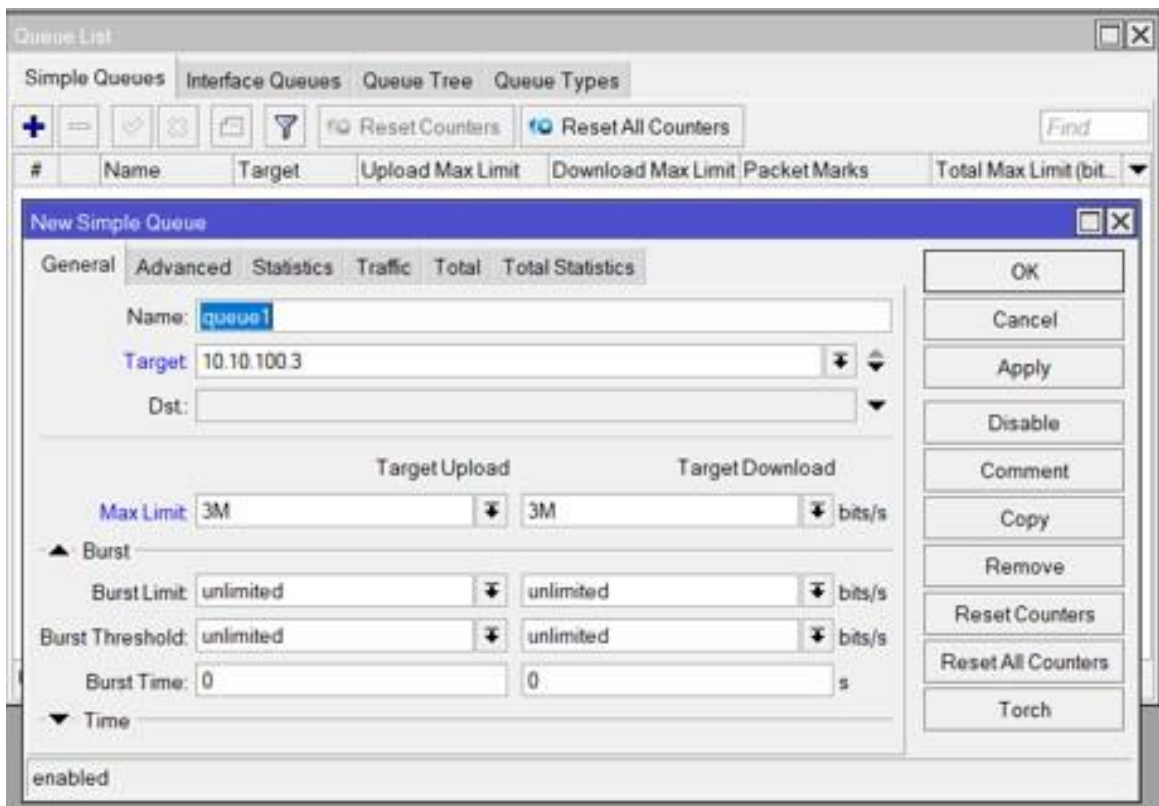 Queue List
Simple Queues Interface Queues Queue Tree Queue Types
Reset Counters Reset All Counters Find
# Name Target Upload Max Limit Download Max Limit Packet Marks Total Max Limit (bit...
New Simple Queue
General Advanced Statistics Traffic Total Total Statistics
OK
Name: queue1
Cancel
Target: 10.10.100.3
Apply
Dst.:
Disable
Target Upload Target Download
Comment
Max Limit: 3M 3M bits/s
Copy
Burst
Remove
Burst Limit: unlimited unlimited bits/s
Reset Counters
Burst Threshold: unlimited unlimited bits/s
Reset All Counters
Burst Time: 0 0 s
Torch
Time
enabled